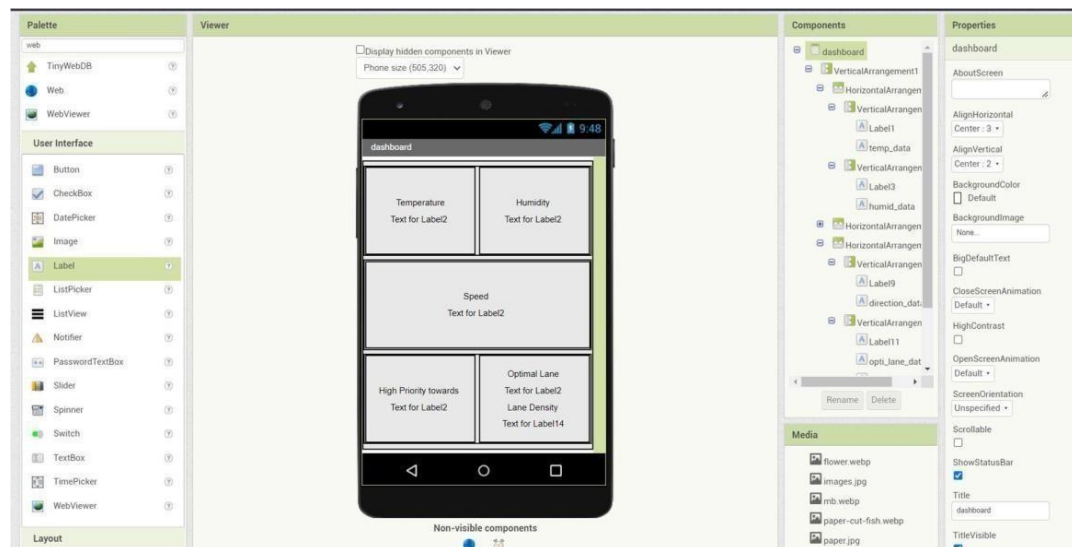 Palette
web
TinyWebDB
Web
WebViewer
User Interface
Button
CheckBox
DatePicker
Image
Label
ListPicker
ListView
Notifier
PasswordTextBox
Slider
Spinner
Switch
TextBox
TimePicker
WebViewer
Layout
Viewer
Display hidden components in Viewer
Phone size (505,320)
9:48
dashboard
Temperature
Text for Label2
Humidity
Text for Label2
Speed
Text for Label2
High Priority towards
Text for Label2
Optimal Lane
Text for Label2
Lane Density
Text for Label14
Non-visible components
Components
dashboard
VerticalArrangement1
HorizontalArrangen
VerticalArrangen
Label1
temp_data
VerticalArrangen
Label3
humid_data
HorizontalArrangen
HorizontalArrangen
VerticalArrangen
Label9
direction_dat
VerticalArrangen
Label11
opti_lane_dat
Rename Delete
Media
flower.webp
images.jpg
mb.webp
paper-cut-fish.webp
paper.jpg
Properties
dashboard
AboutScreen
AlignHorizontal
Center : 3
AlignVertical
Center : 2
BackgroundColor
Default
BackgroundImage
None...
BigDefaultText
CloseScreenAnimation
Default
HighContrast
OpenScreenAnimation
Default
ScreenOrientation
Unspecified
Scrollable
ShowStatusBar
Title
dashboard
TitleVisible